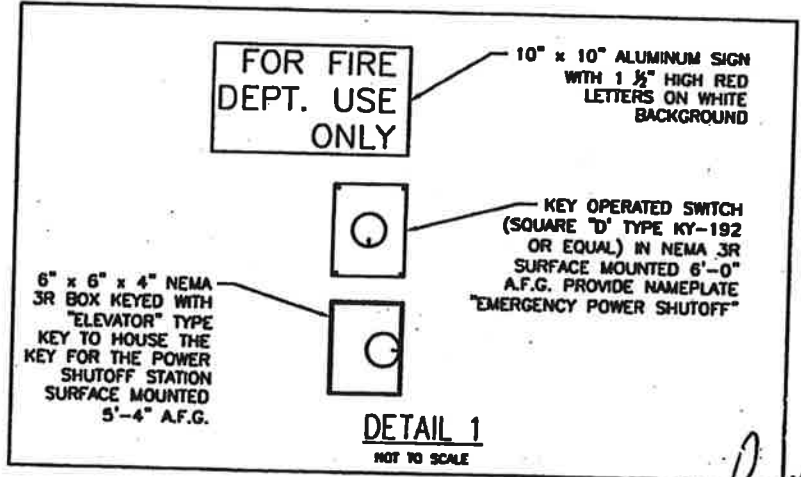 FOR FIRE
DEPT. USE
ONLY
10" x 10" ALUMINUM SIGN
WITH 1 ½" HIGH RED
LETTERS ON WHITE
BACKGROUND
KEY OPERATED SWITCH
(SQUARE "D' TYPE KY-192
OR EQUAL) IN NEMA 3R
SURFACE MOUNTED 6'-0"
A.F.G. PROVIDE NAMEPLATE
"EMERGENCY POWER SHUTOFF"
6" x 6" x 4" NEMA
3R BOX KEYED WITH
"ELEVATOR" TYPE
KEY TO HOUSE THE
KEY FOR THE POWER
SHUTOFF STATION
SURFACE MOUNTED
5'-4" A.F.G.
DETAIL 1
NOT TO SCALE